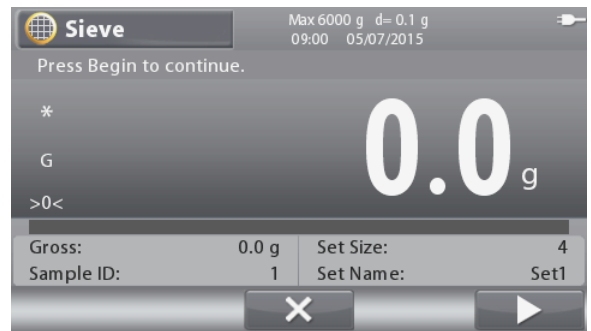 Sieve
Max 6000 g d= 0.1 g
09:00 05/07/2015
Press Begin to continue.
*
G
>0<
0.0 g
Gross: 0.0 g
Set Size: 4
Sample ID: 1
Set Name: Set1